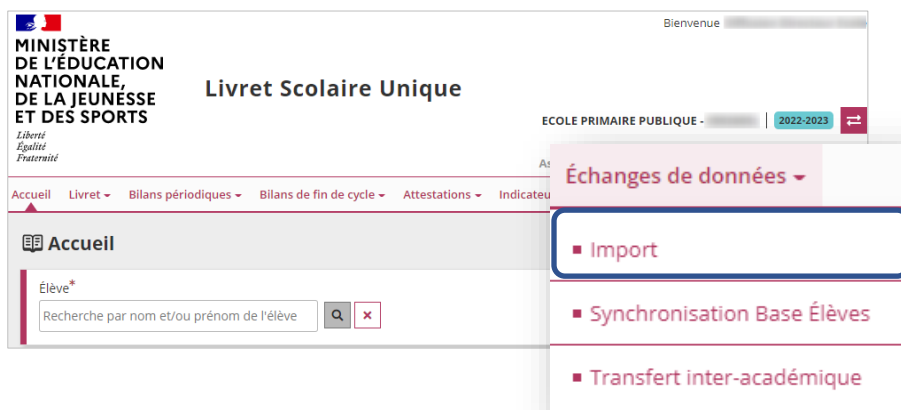 Bienvenue
MINISTÈRE
DE L'ÉDUCATION
NATIONALE,
DE LA JEUNESSE
ET DES SPORTS
Liberté
Égalité
Fraternité
Livret Scolaire Unique
ECOLE PRIMAIRE PUBLIQUE - | 2022-2023
As
Accueil Livret Bilans périodiques Bilans de fin de cycle Attestations Indicateu
Accueil
Élève*
Recherche par nom et/ou prénom de l'élève
Échanges de données
Import
Synchronisation Base Élèves
Transfert inter-académique